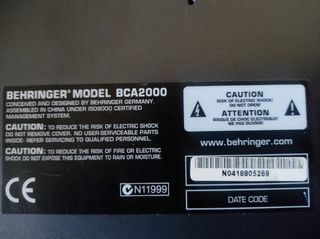 BEHRINGER® MODEL BCA2000
CONCEIVED AND DESIGNED BY BEHRINGER GERMANY.
ASSEMBLED IN CHINA UNDER ISO9000 CERTIFIED
MANAGEMENT SYSTEM.
CAUTION: TO REDUCE THE RISK OF ELECTRIC SHOCK
DO NOT REMOVE COVER. NO USER-SERVICEABLE PARTS
INSIDE. REFER SERVICING TO QUALIFIED PERSONNEL.
CAUTION: TO REDUCE THE RISK OF FIRE OR ELECTRIC
SHOCK DO NOT EXPOSE THIS EQUIPMENT TO RAIN OR MOISTURE.
CE
N11999
CAUTION
RISK OF ELECTRIC SHOCK
DO NOT OPEN!
ATTENTION
RISQUE DE CHOC ELECTRIQUE!
NE PAS OUVRIR!
www.behringer.com
N0418805269
DATE CODE